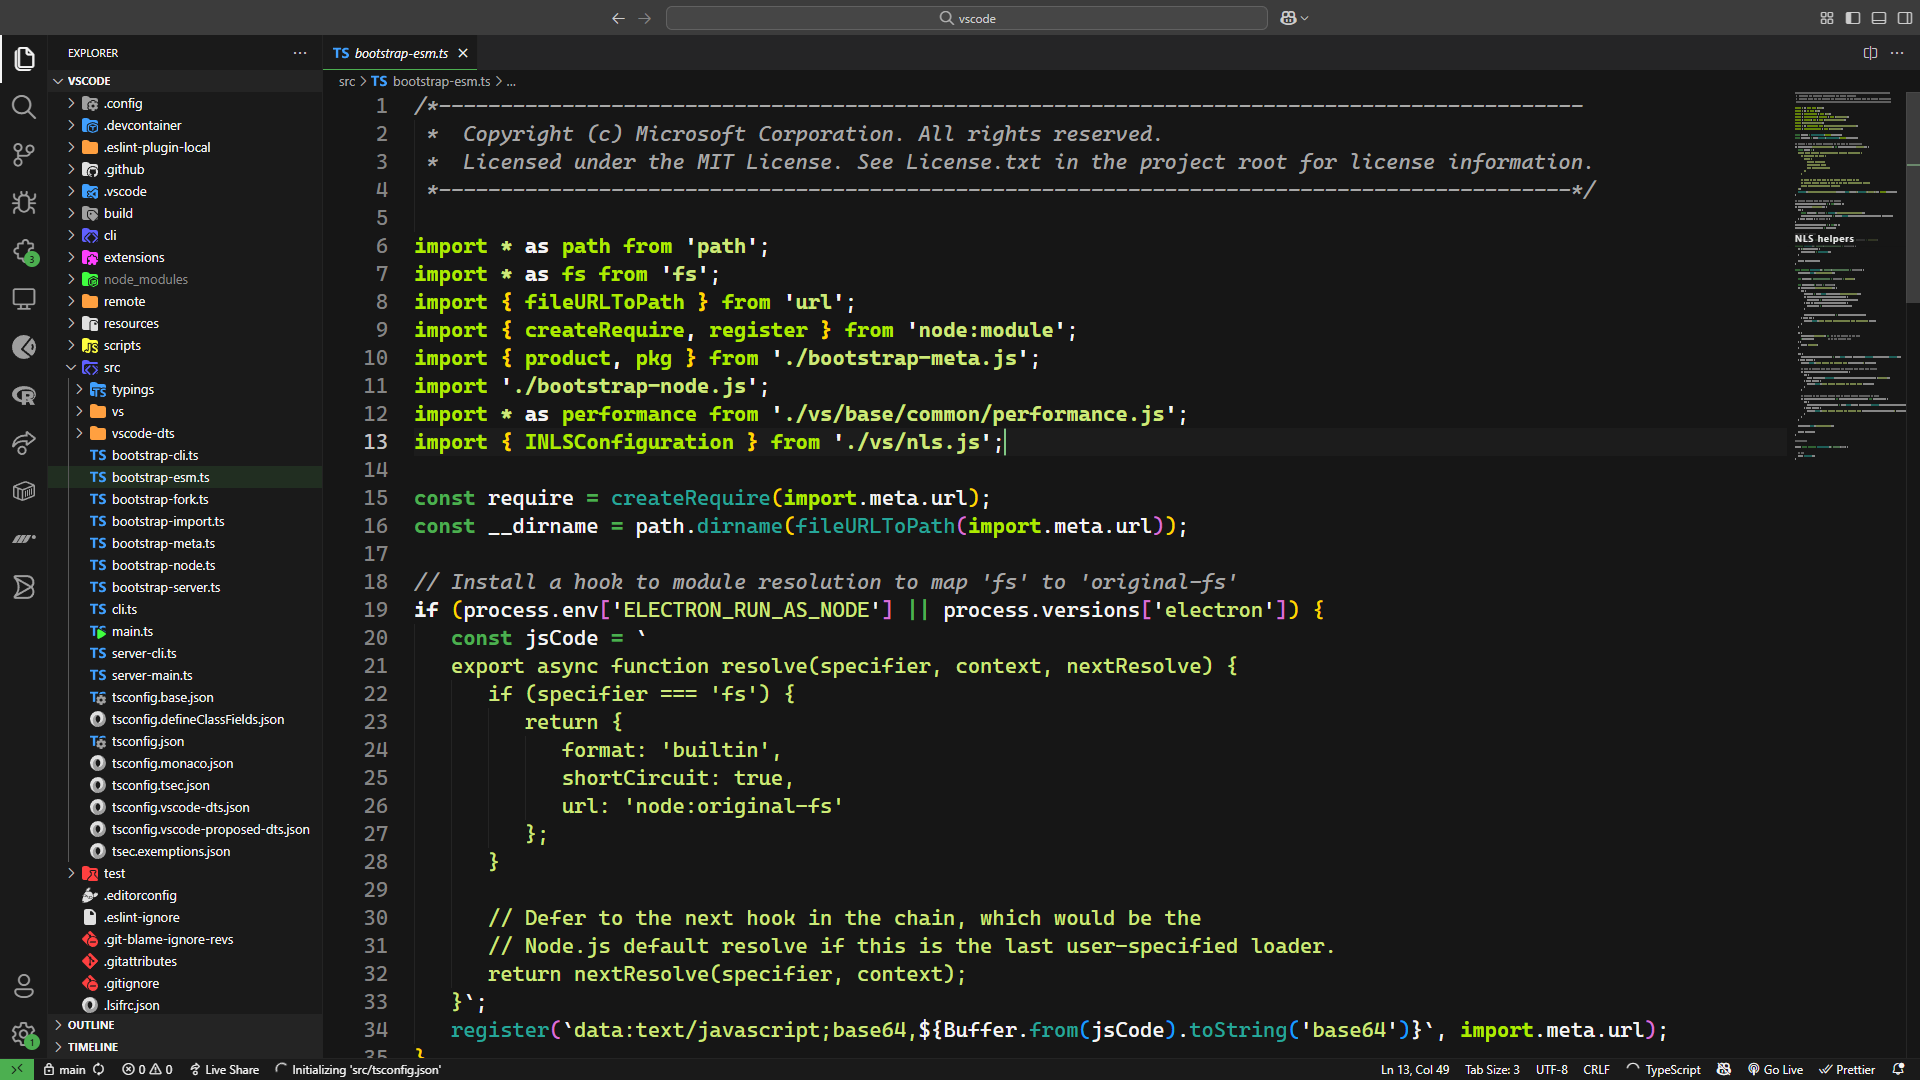 vscode
EXPLORER
VSCODE
.config
.devcontainer
.eslint-plugin-local
.github
.vscode
build
cli
extensions
node_modules
remote
resources
scripts
src
typings
vs
vscode-dts
TS bootstrap-cli.ts
TS bootstrap-esm.ts
TS bootstrap-fork.ts
TS bootstrap-import.ts
TS bootstrap-meta.ts
TS bootstrap-node.ts
TS bootstrap-server.ts
TS cli.ts
main.ts
TS server-cli.ts
TS server-main.ts
tsconfig.base.json
tsconfig.defineClassFields.json
tsconfig.json
tsconfig.monaco.json
tsconfig.tsec.json
tsconfig.vscode-dts.json
tsconfig.vscode-proposed-dts.json
tsec.exemptions.json
test
.editorconfig
.eslint-ignore
.git-blame-ignore-revs
.gitattributes
.gitignore
.lsifrc.json
OUTLINE
TIMELINE
3
1
TS bootstrap-esm.ts
src > TS bootstrap-esm.ts > ...
1 /*---------------------------------------------------------------------------------------------
2 *  Copyright (c) Microsoft Corporation. All rights reserved.
3 *  Licensed under the MIT License. See License.txt in the project root for license information.
4 *--------------------------------------------------------------------------------------------*/
5
6 import * as path from 'path';
7 import * as fs from 'fs';
8 import { fileURLToPath } from 'url';
9 import { createRequire, register } from 'node:module';
10 import { product, pkg } from './bootstrap-meta.js';
11 import './bootstrap-node.js';
12 import * as performance from './vs/base/common/performance.js';
13 import { INLSConfiguration } from './vs/nls.js';
14
15 const require = createRequire(import.meta.url);
16 const __dirname = path.dirname(fileURLToPath(import.meta.url));
17
18 // Install a hook to module resolution to map 'fs' to 'original-fs'
19 if (process.env['ELECTRON_RUN_AS_NODE'] || process.versions['electron']) {
20 const jsCode = `
21 export async function resolve(specifier, context, nextResolve) {
22 if (specifier === 'fs') {
23 return {
24 format: 'builtin',
25 shortCircuit: true,
26 url: 'node:original-fs'
27 };
28 }
29
30 // Defer to the next hook in the chain, which would be the
31 // Node.js default resolve if this is the last user-specified loader.
32 return nextResolve(specifier, context);
33 }`;
34 register(`data:text/javascript;base64,${Buffer.from(jsCode).toString('base64')}`, import.meta.url);
35 }
NLS helpers
main 0 0 Live Share Initializing 'src/tsconfig.json' Ln 13, Col 49 Tab Size: 3 UTF-8 CRLF TypeScript Go Live Prettier